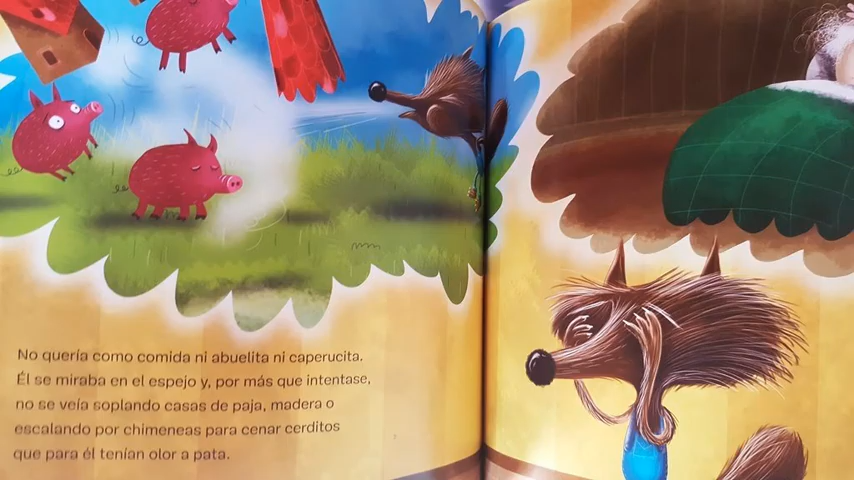 No quería como comida ni abuelita ni caperucita.
Él se miraba en el espejo y, por más que intentase,
no se veía soplando casas de paja, madera o
escalando por chimeneas para cenar cerditos
que para él tenían olor a pata.